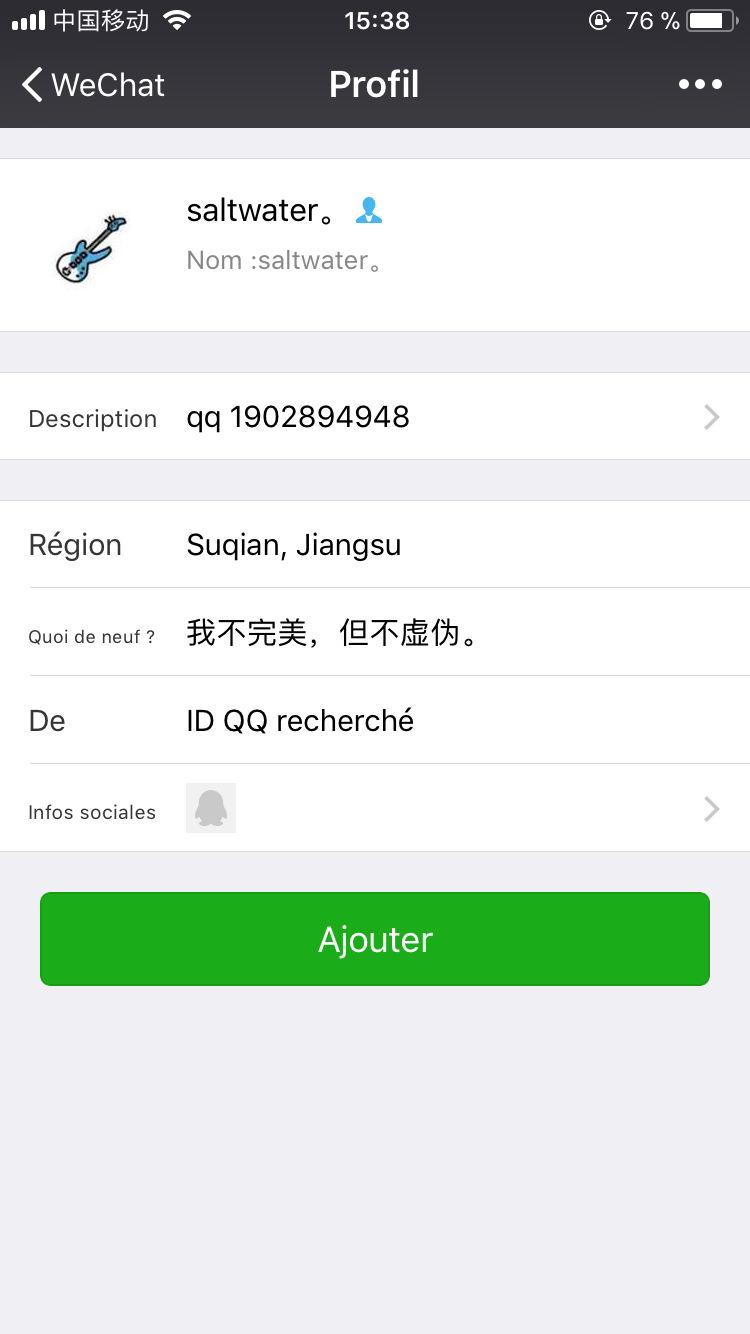 中国移动 15:38 76 %
WeChat Profil
saltwater。
Nom :saltwater。
Description qq 1902894948
Région Suqian, Jiangsu
Quoi de neuf ? 我不完美，但不虚伪。
De ID QQ recherché
Infos sociales
Ajouter